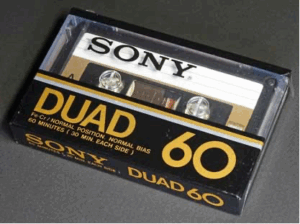 SONY
A
DUAD 60
Fe Cr / NORMAL POSITION, NORMAL BIAS
60 MINUTES ( 30 MIN EACH SIDE )
SONY DUAD 60